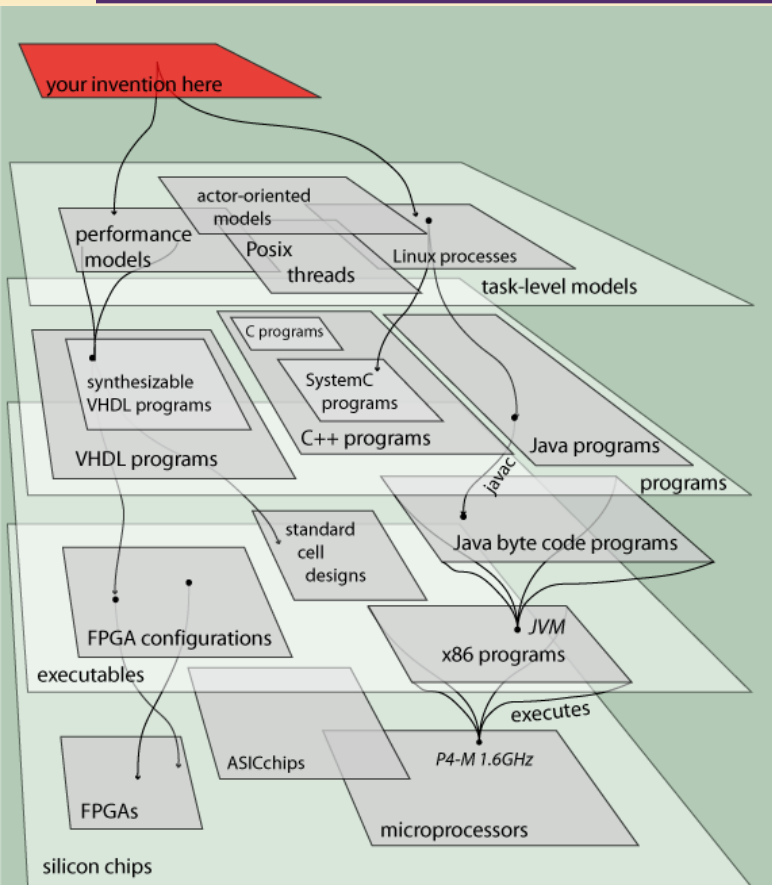 your invention here
actor-oriented
models
performance
models
Posix
threads
Linux processes
task-level models
C programs
synthesizable
VHDL programs
SystemC
programs
C++ programs
Java programs
VHDL programs
programs
javac
standard
cell
designs
Java byte code programs
FPGA configurations
JVM
x86 programs
executables
executes
ASICchips
P4-M 1.6GHz
FPGAs
microprocessors
silicon chips